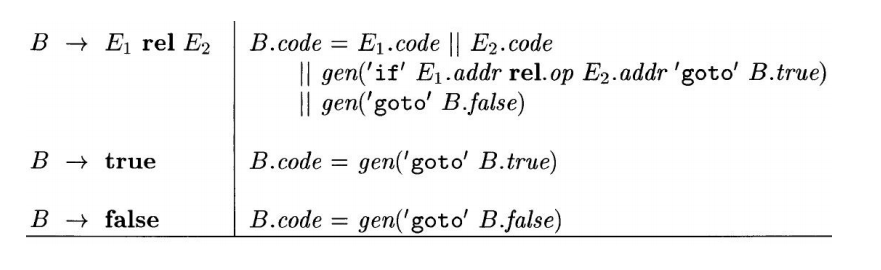 B → E₁ rel E₂ B.code = E₁.code || E₂.code
|| gen('if' E₁.addr rel.op E₂.addr 'goto' B.true)
|| gen('goto' B.false)
B → true B.code = gen('goto' B.true)
B → false B.code = gen('goto' B.false)